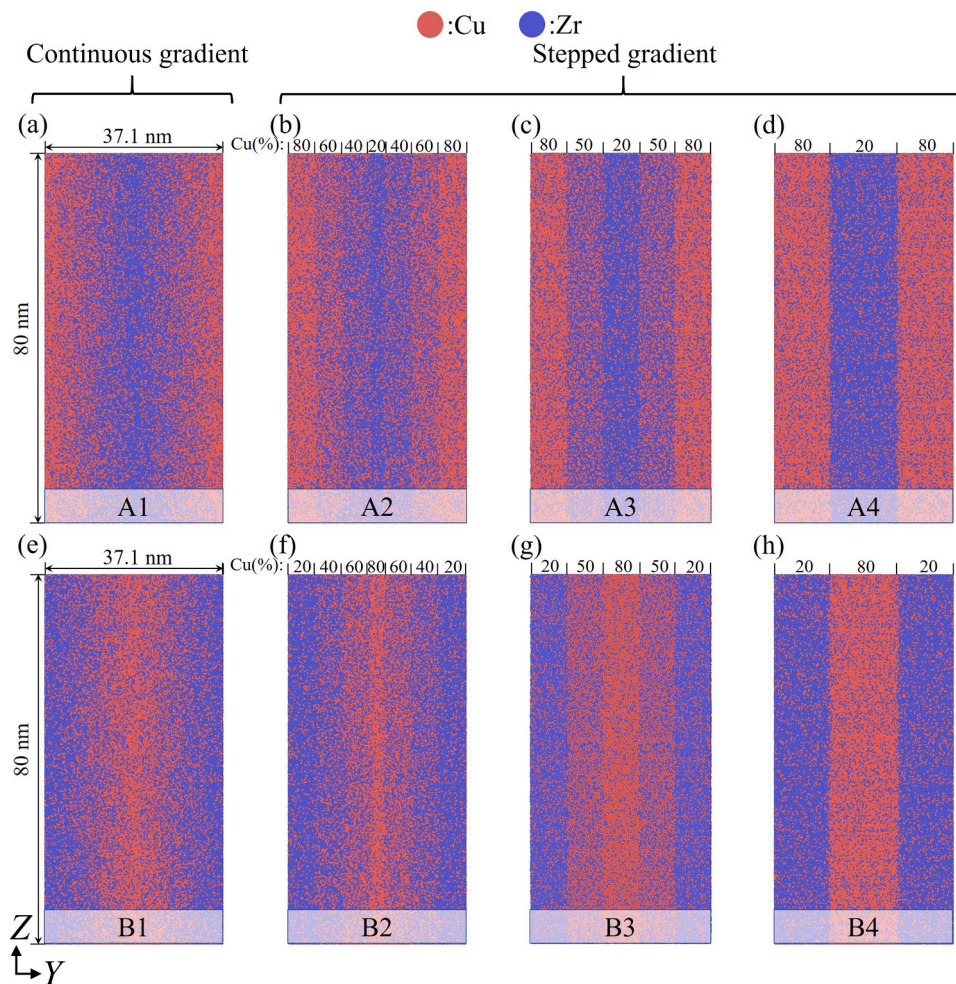 :Cu :Zr
Continuous gradient Stepped gradient
(a) (b) (c) (d)
37.1 nm Cu(%): 80 60 40 20 40 60 80 80 50 20 50 80 80 20 80
80 nm
A1 A2 A3 A4
(e) (f) (g) (h)
37.1 nm Cu(%): 20 40 60 80 60 40 20 20 50 80 50 20 20 80 20
80 nm
B1 B2 B3 B4
Z
Y